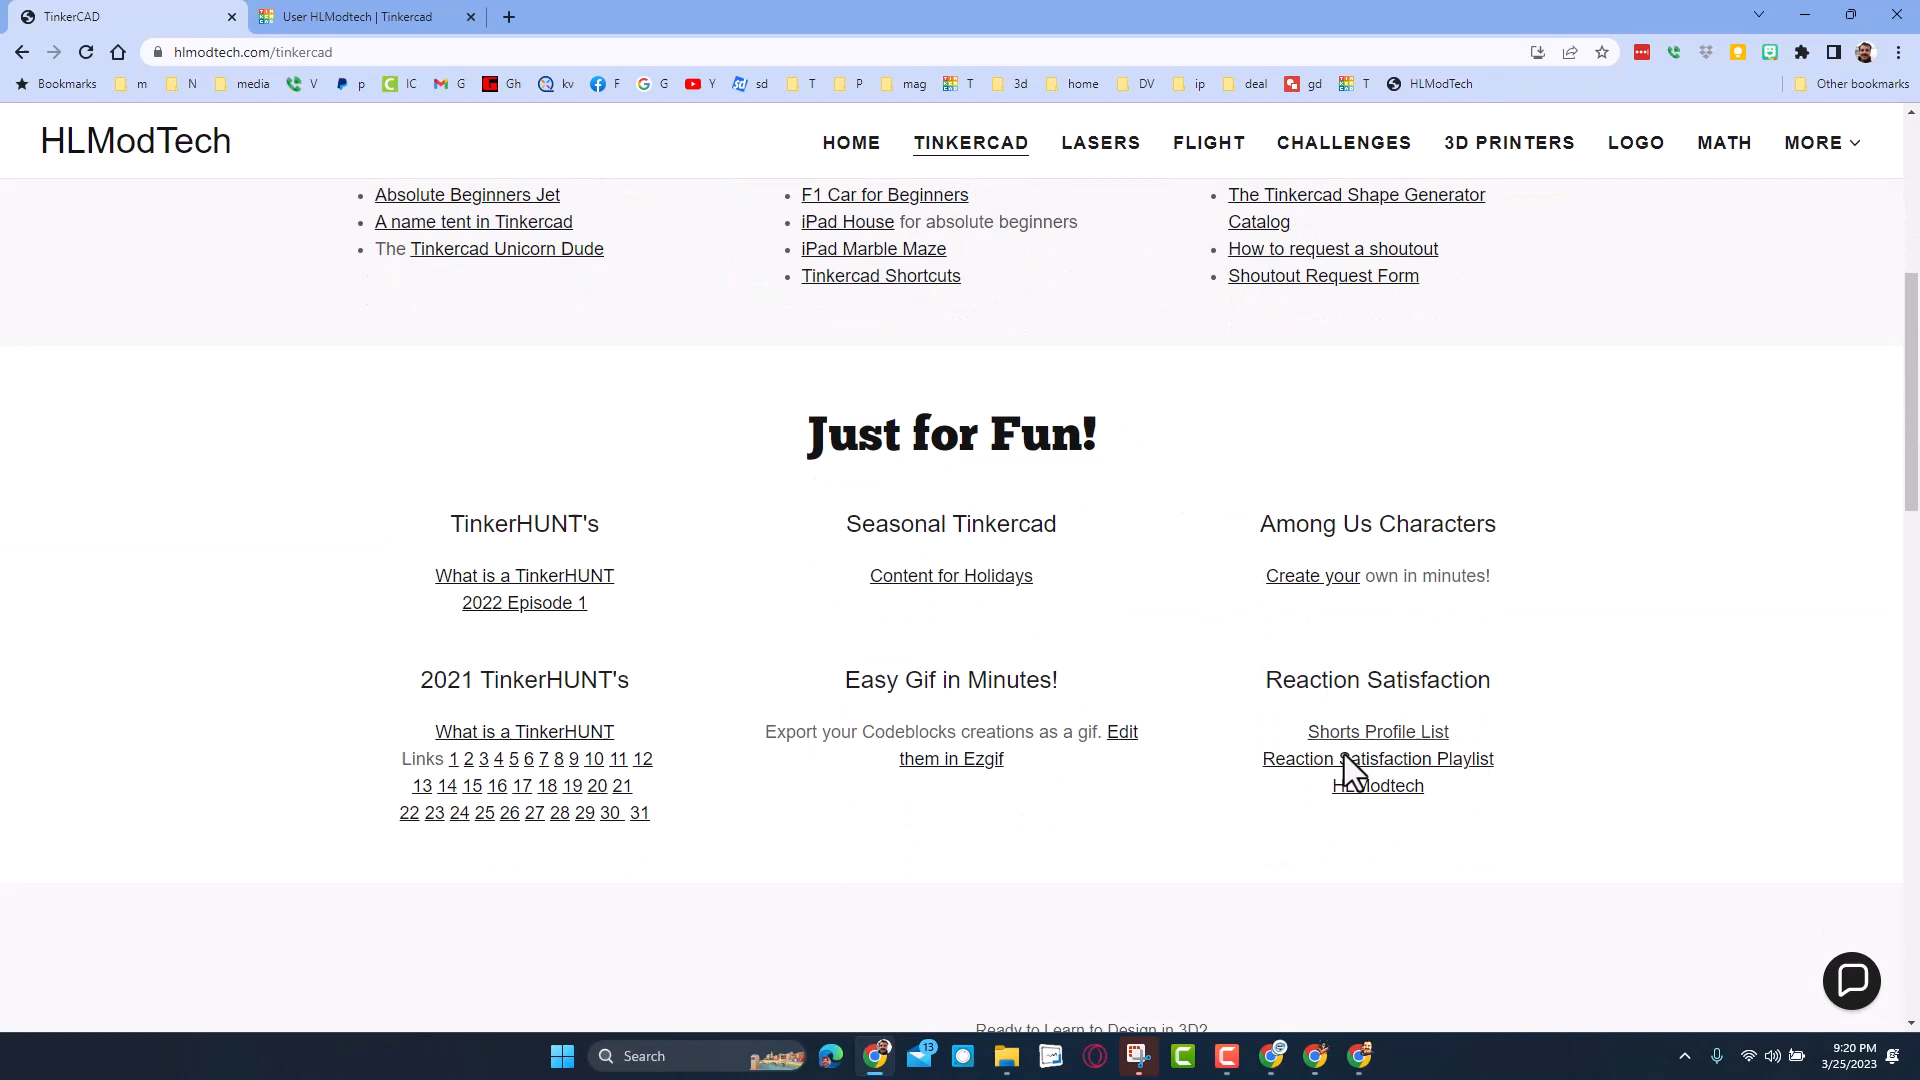 TinkerCAD
User HLModtech | Tinkercad
hlmodtech.com/tinkercad
Bookmarks m N media V p IC G Gh kv F G Y sd T P mag T 3d home DV ip deal gd T HLModTech Other bookmarks
HLModTech
HOME TINKERCAD LASERS FLIGHT CHALLENGES 3D PRINTERS LOGO MATH MORE
Absolute Beginners Jet
A name tent in Tinkercad
The Tinkercad Unicorn Dude
F1 Car for Beginners
iPad House for absolute beginners
iPad Marble Maze
Tinkercad Shortcuts
The Tinkercad Shape Generator
Catalog
How to request a shoutout
Shoutout Request Form
Just for Fun!
TinkerHUNT's
What is a TinkerHUNT
2022 Episode 1
Seasonal Tinkercad
Content for Holidays
Among Us Characters
Create your own in minutes!
2021 TinkerHUNT's
What is a TinkerHUNT
Links 1 2 3 4 5 6 7 8 9 10 11 12
13 14 15 16 17 18 19 20 21
22 23 24 25 26 27 28 29 30 31
Easy Gif in Minutes!
Export your Codeblocks creations as a gif. Edit
them in Ezgif
Reaction Satisfaction
Shorts Profile List
Reaction Satisfaction Playlist
HLModtech
Ready to Learn to Design in 3D?
Search
13
9:20 PM
3/25/2023